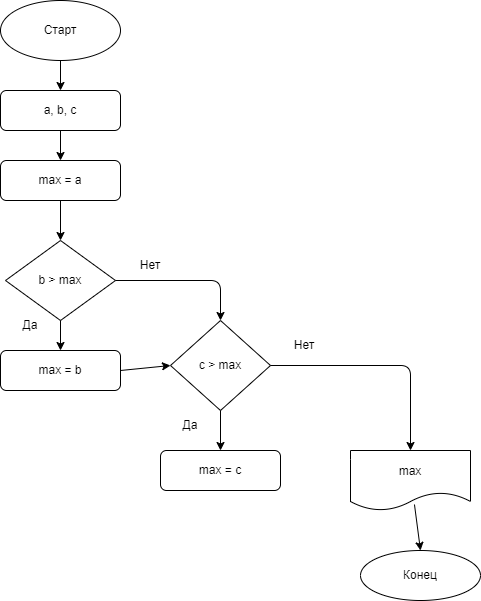 Старт
a, b, c
max = a
b > max
Нет
Да
max = b
c > max
Нет
Да
max = c
max
Конец